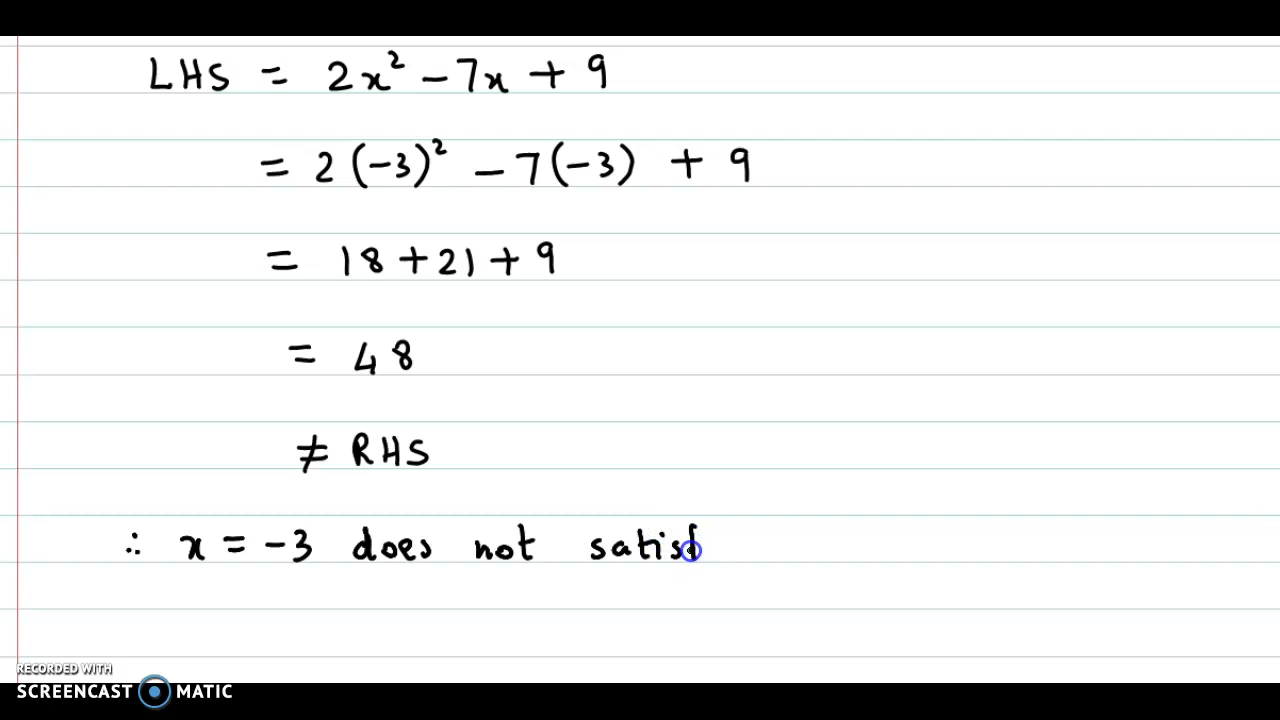 LHS = 2x² - 7x + 9
= 2(-3)² - 7(-3) + 9
= 18 + 21 + 9
= 48
≠ RHS
∴ x = -3 does not satisf
RECORDED WITH
SCREENCAST MATIC